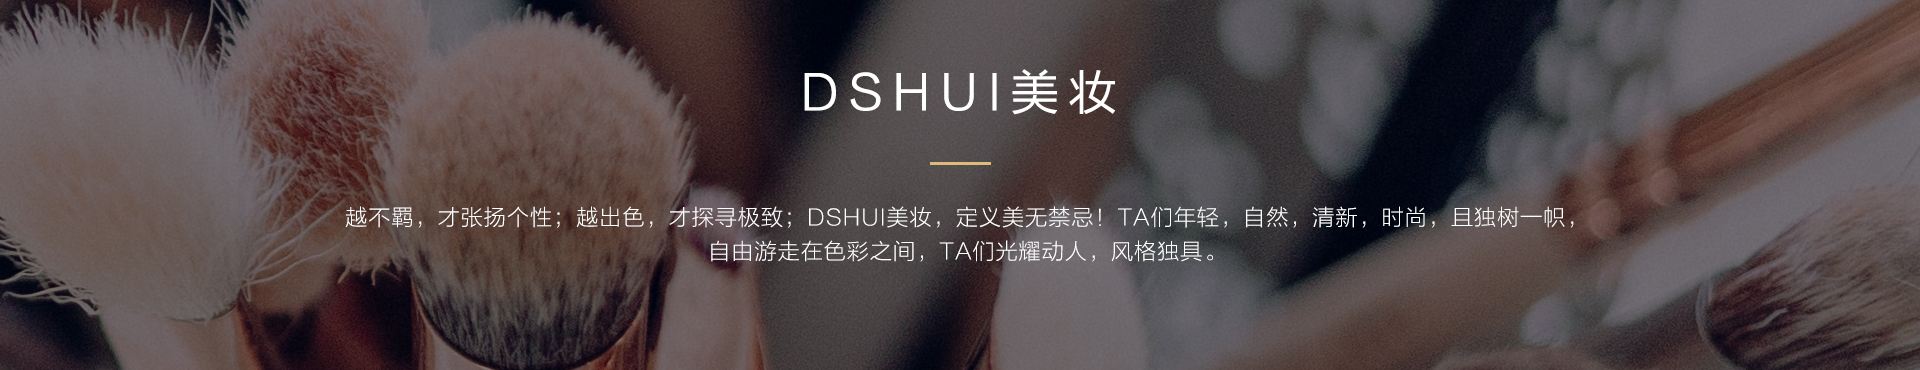 DSHUI美妆
越不羁，才张扬个性；越出色，才探寻极致；DSHUI美妆，定义美无禁忌！TA们年轻，自然，清新，时尚，且独树一帜，
自由游走在色彩之间，TA们光耀动人，风格独具。